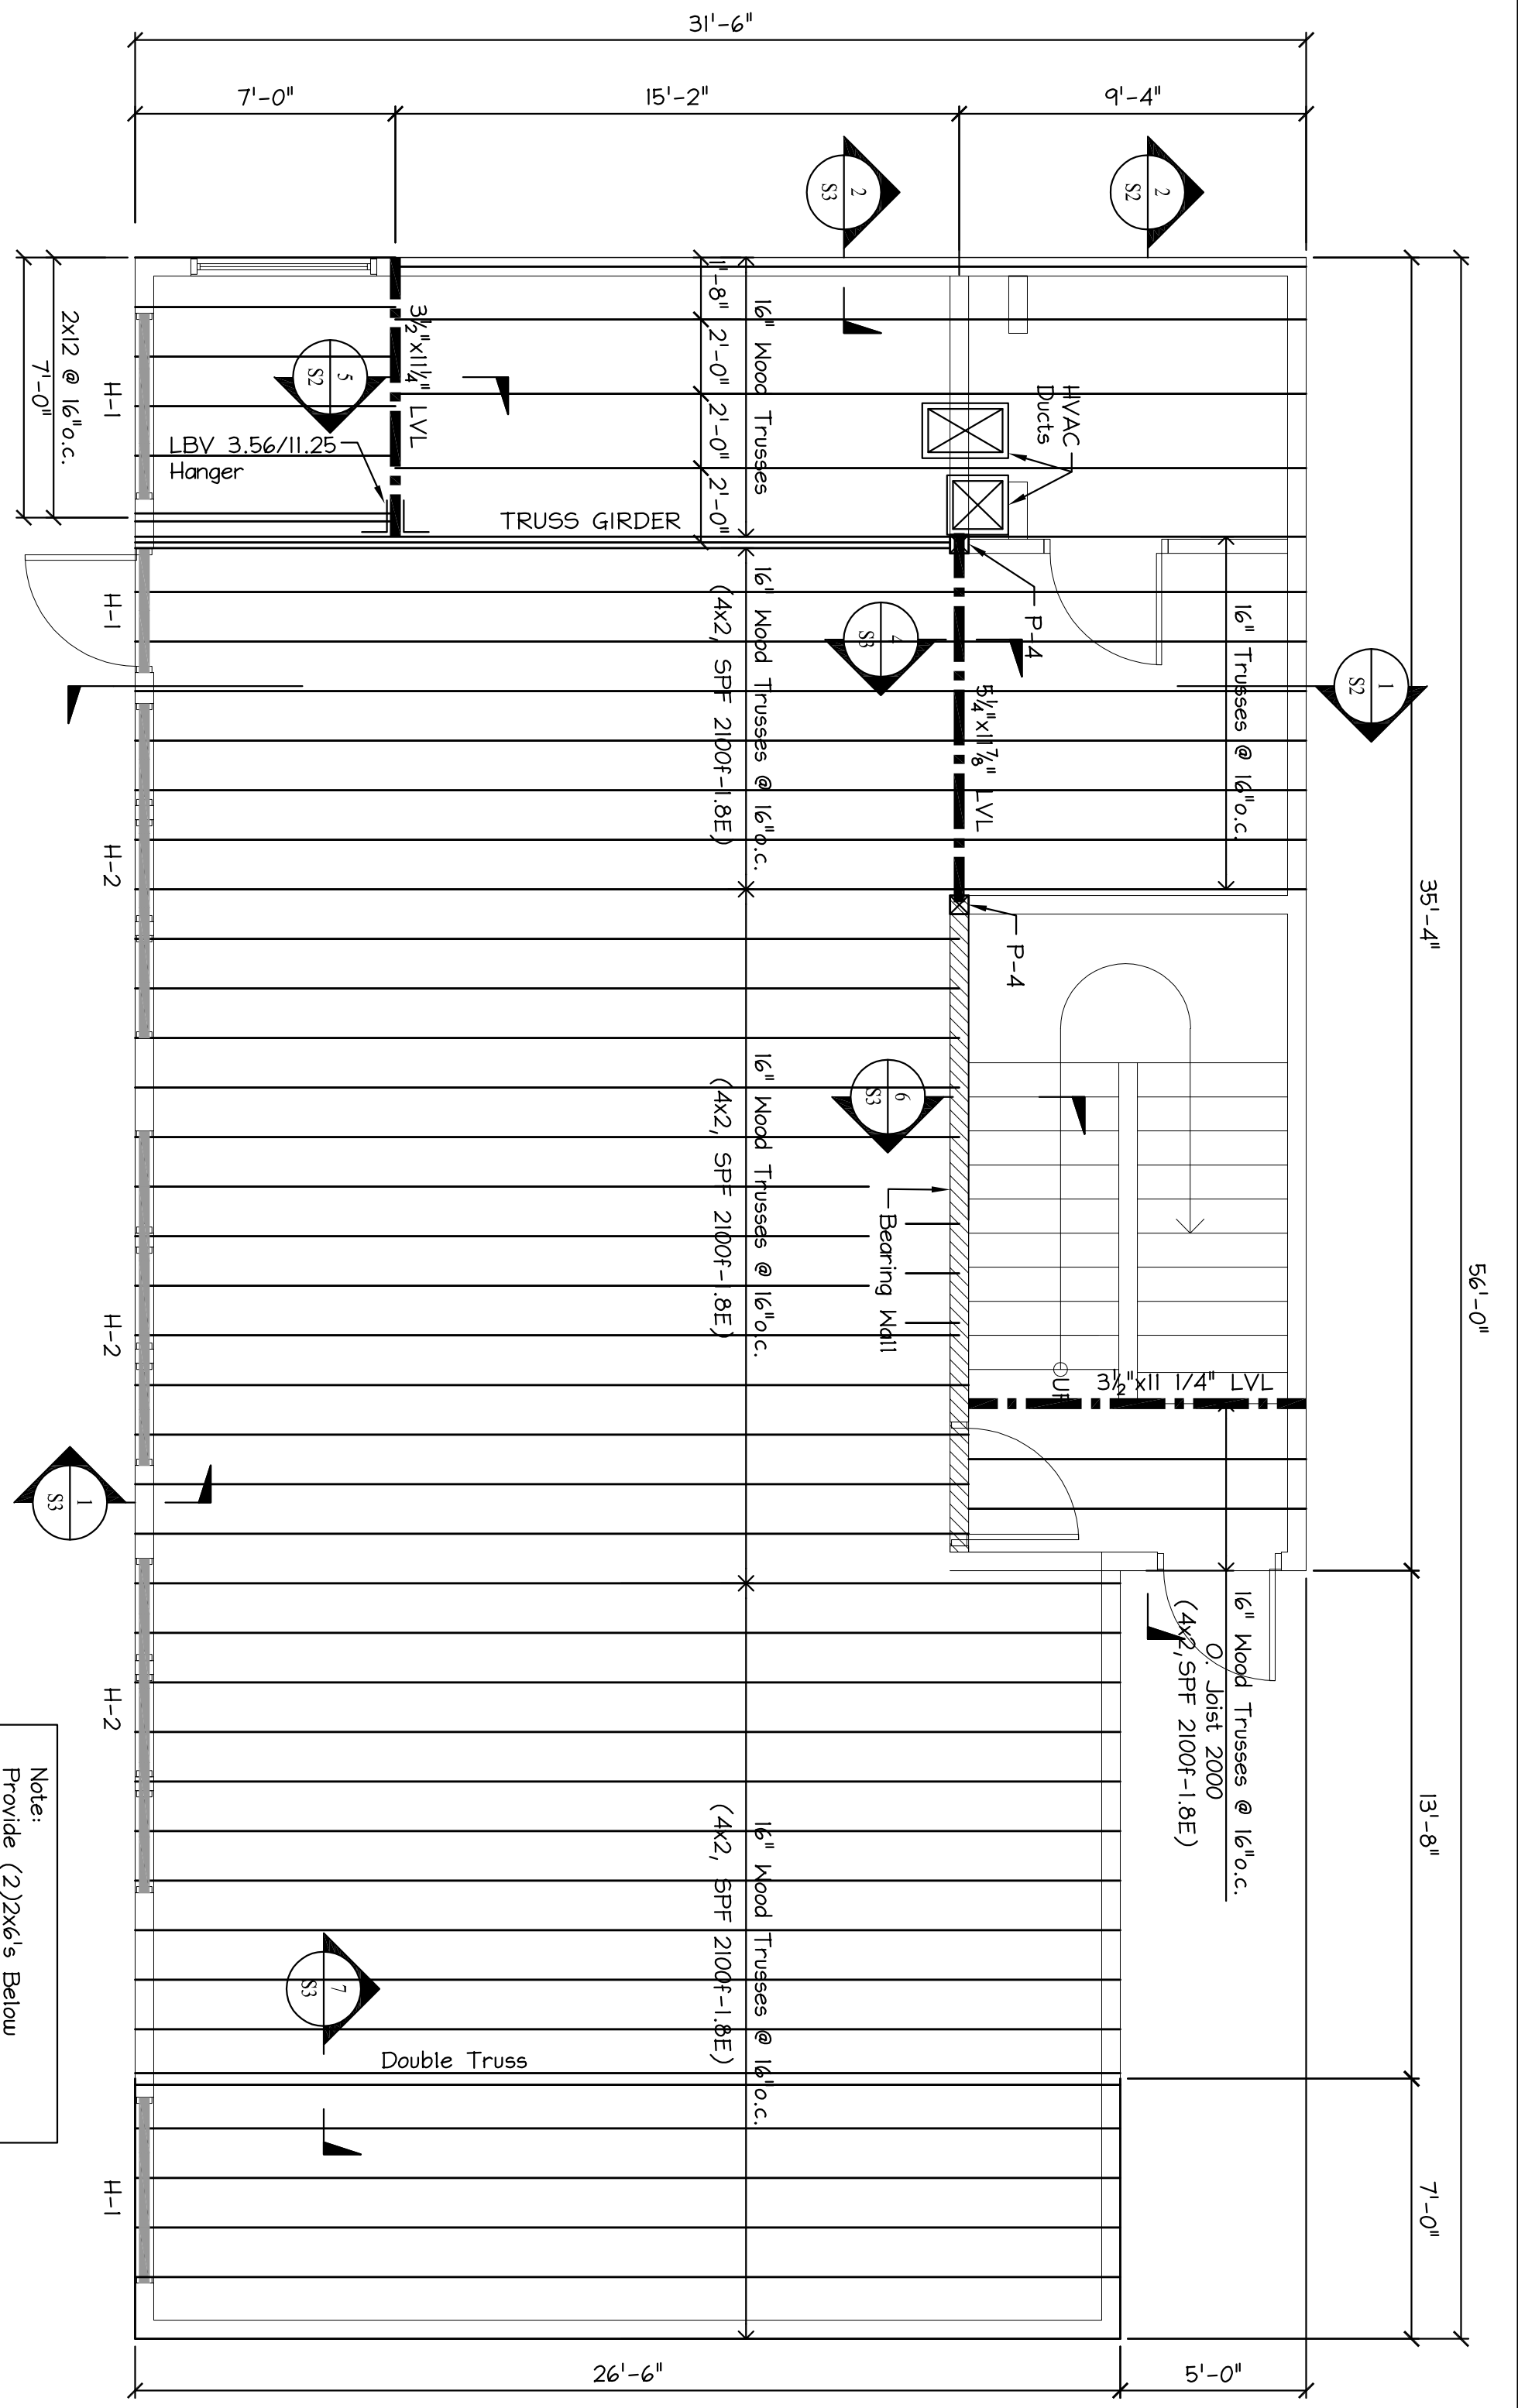 31'-6"
7'-0"
15'-2"
9'-4"
2
S3
2
S2
1'-8"
2'-0"
2'-0"
2'-0"
16" Wood Trusses
3½"x11¼" LVL
5
S2
LBV 3.56/11.25
Hanger
TRUSS GIRDER
HVAC
Ducts
2x12 @ 16"o.c.
7'-0"
H-1
H-1
H-2
H-2
H-2
H-1
P-4
P-4
4
S3
5¼"x11⅞" LVL
16" Trusses @ 16"o.c.
1
S2
16" Wood Trusses @ 16"o.c.
(4x2, SPF 2100f-1.8E)
35'-4"
56'-0"
13'-8"
7'-0"
6
S3
Bearing Wall
16" Wood Trusses @ 16"o.c.
(4x2, SPF 2100f-1.8E)
UP
3½"x11 1/4" LVL
1
S3
16" Wood Trusses @ 16"o.c.
O. Joist 2000
(4x2,SPF 2100f-1.8E)
16" Wood Trusses @ 16"o.c.
(4x2, SPF 2100f-1.8E)
7
S3
Double Truss
Note:
Provide (2)2x6's Below
26'-6"
5'-0"